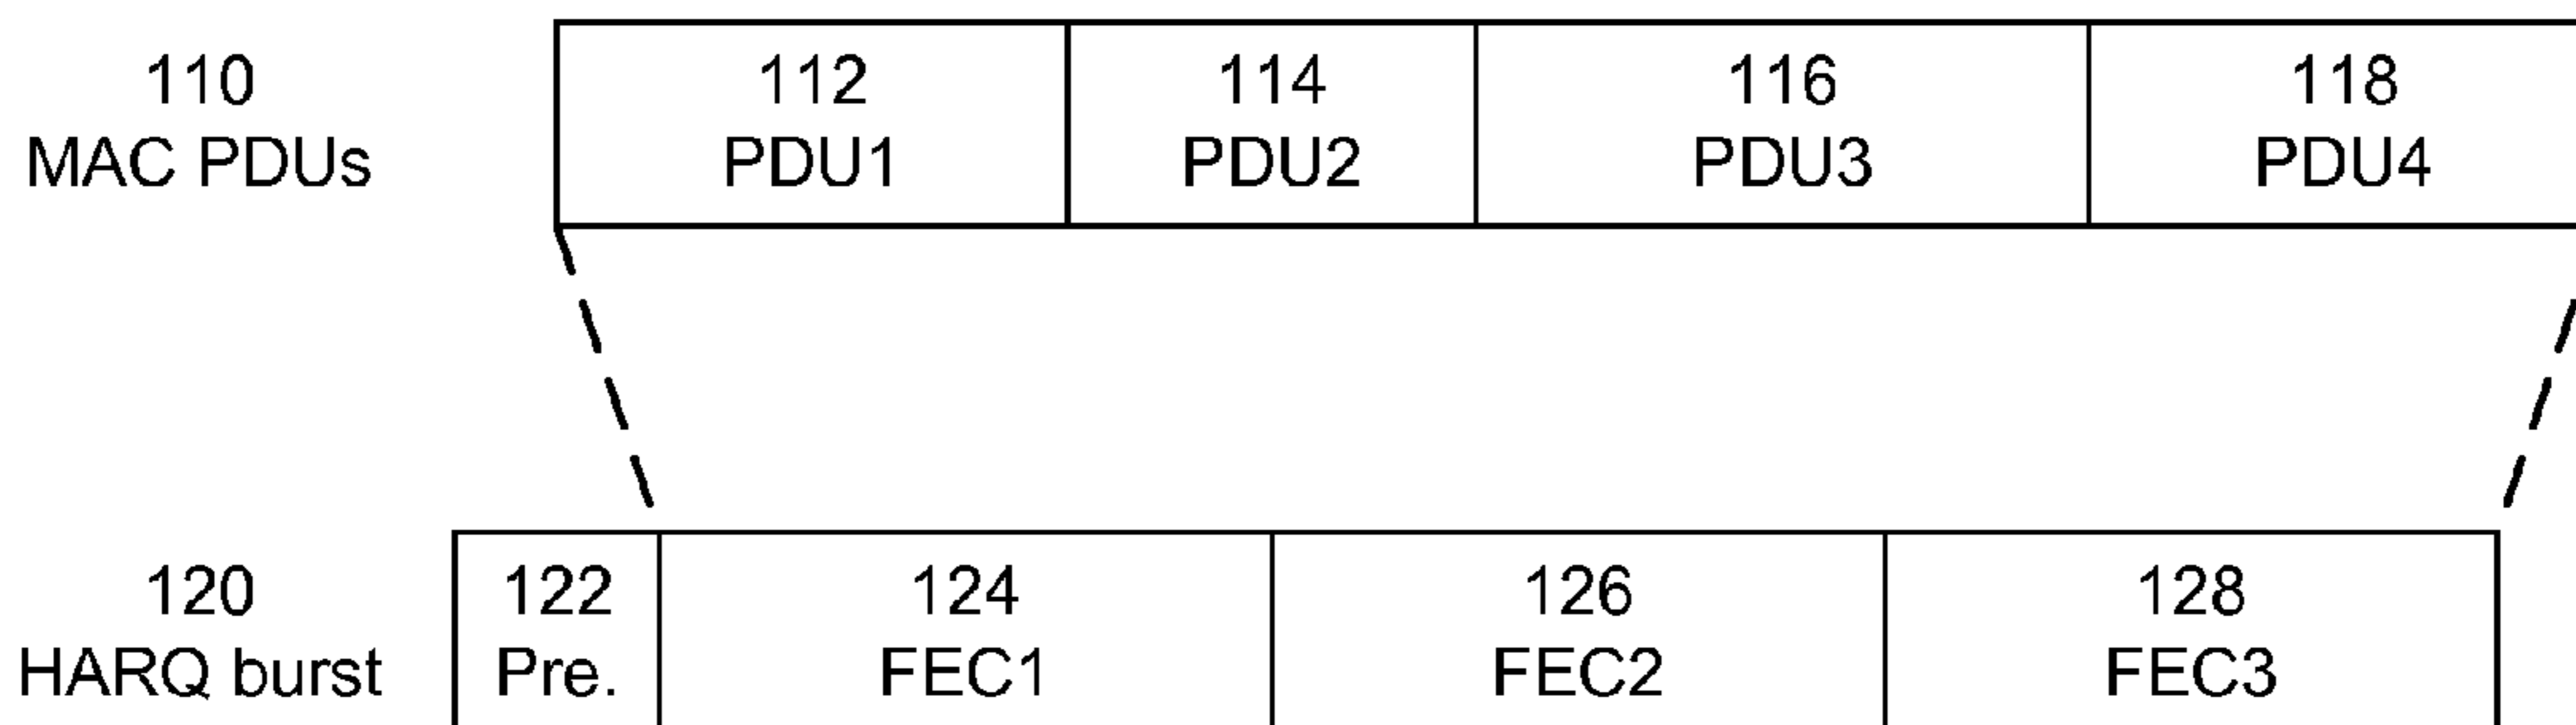 110
MAC PDUs
112
PDU1
114
PDU2
116
PDU3
118
PDU4
120
HARQ burst
122
Pre.
124
FEC1
126
FEC2
128
FEC3